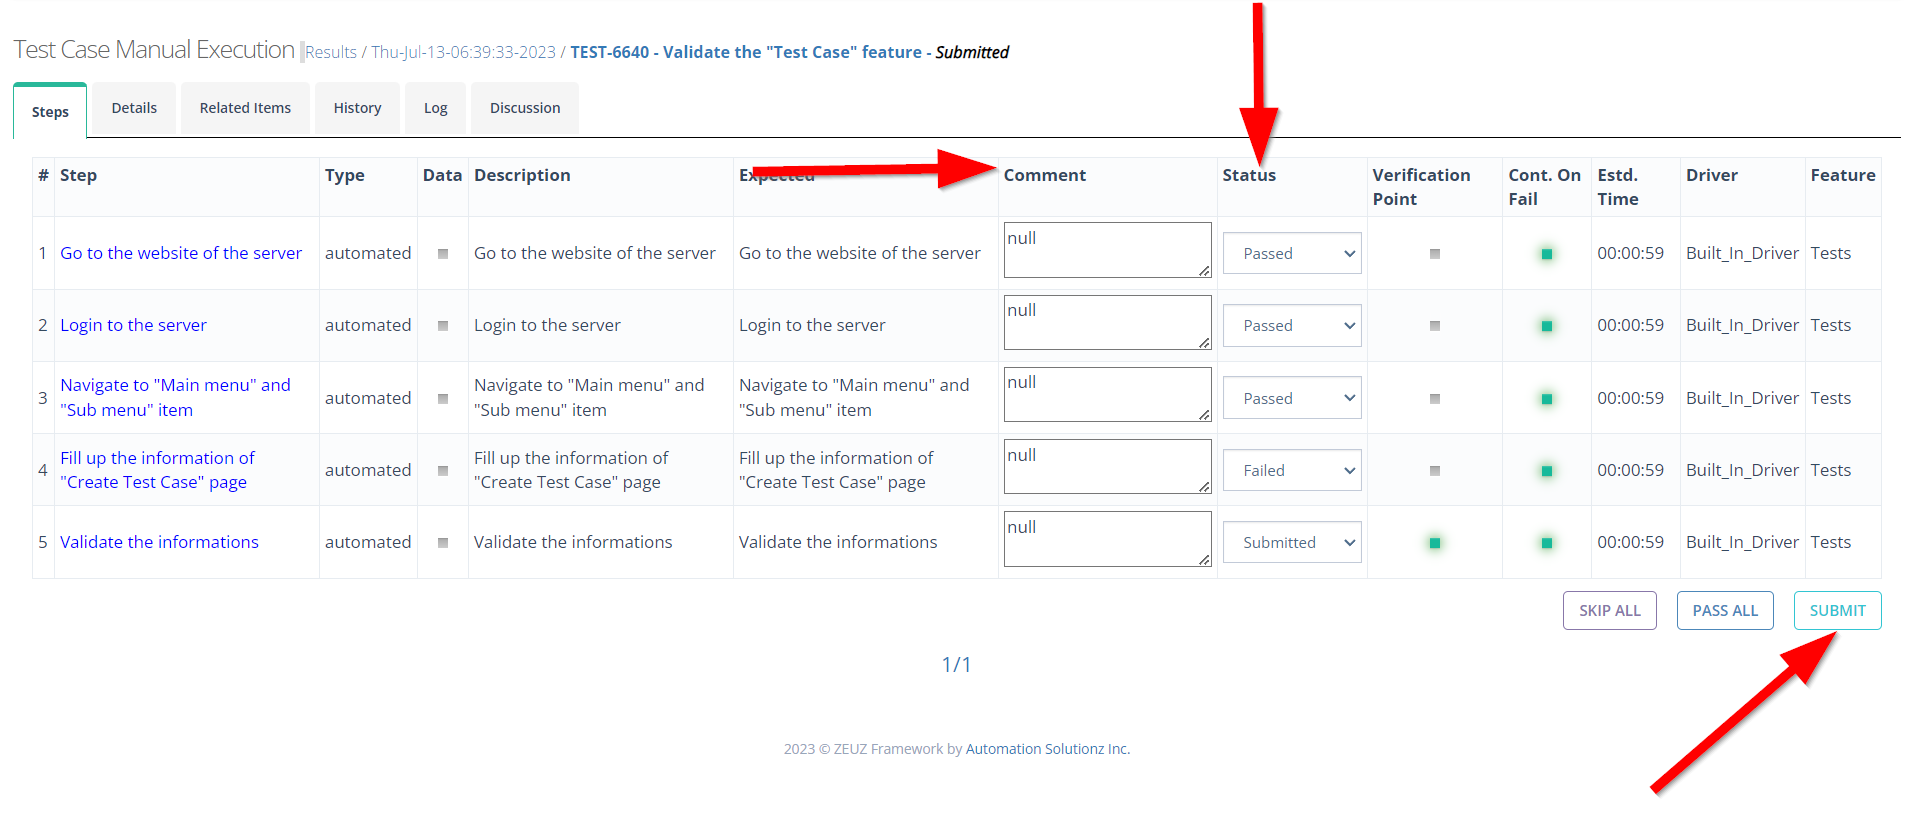 Test Case Manual Execution Results / Thu-Jul-13-06:39:33-2023 / TEST-6640 - Validate the "Test Case" feature - Submitted
Steps Details Related Items History Log Discussion
# Step Type Data Description Expected Comment Status Verification Point Cont. On Fail Estd. Time Driver Feature
1 Go to the website of the server automated Go to the website of the server Go to the website of the server null Passed 00:00:59 Built_In_Driver Tests
2 Login to the server automated Login to the server Login to the server null Passed 00:00:59 Built_In_Driver Tests
3 Navigate to "Main menu" and "Sub menu" item automated Navigate to "Main menu" and "Sub menu" item Navigate to "Main menu" and "Sub menu" item null Passed 00:00:59 Built_In_Driver Tests
4 Fill up the information of "Create Test Case" page automated Fill up the information of "Create Test Case" page Fill up the information of "Create Test Case" page null Failed 00:00:59 Built_In_Driver Tests
5 Validate the informations automated Validate the informations Validate the informations null Submitted 00:00:59 Built_In_Driver Tests
SKIP ALL PASS ALL SUBMIT
1/1
2023 © ZEUZ Framework by Automation Solutionz Inc.